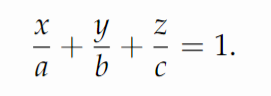 x/a + y/b + z/c = 1.